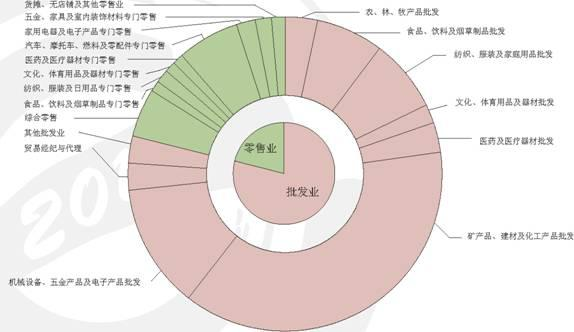 货摊、无店铺及其他零售业
五金、家具及室内装饰材料专门零售
家用电器及电子产品专门零售
汽车、摩托车、燃料及零配件专门零售
医药及医疗器材专门零售
文化、体育用品及器材专门零售
纺织、服装及日用品专门零售
食品、饮料及烟草制品专门零售
综合零售
其他批发业
贸易经纪与代理
机械设备、五金产品及电子产品批发
农、林、牧产品批发
食品、饮料及烟草制品批发
纺织、服装及家庭用品批发
文化、体育用品及器材批发
医药及医疗器材批发
矿产品、建材及化工产品批发
零售业
批发业